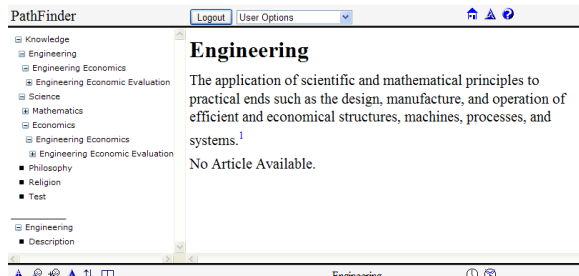 PathFinder
Logout User Options
Knowledge
Engineering
Engineering Economics
Engineering Economic Evaluation
Science
Mathematics
Economics
Engineering Economics
Engineering Economic Evaluation
Philosophy
Religion
Test
Engineering
Description
Engineering
The application of scientific and mathematical principles to
practical ends such as the design, manufacture, and operation of
efficient and economical structures, machines, processes, and
systems.1
No Article Available.
Engineering